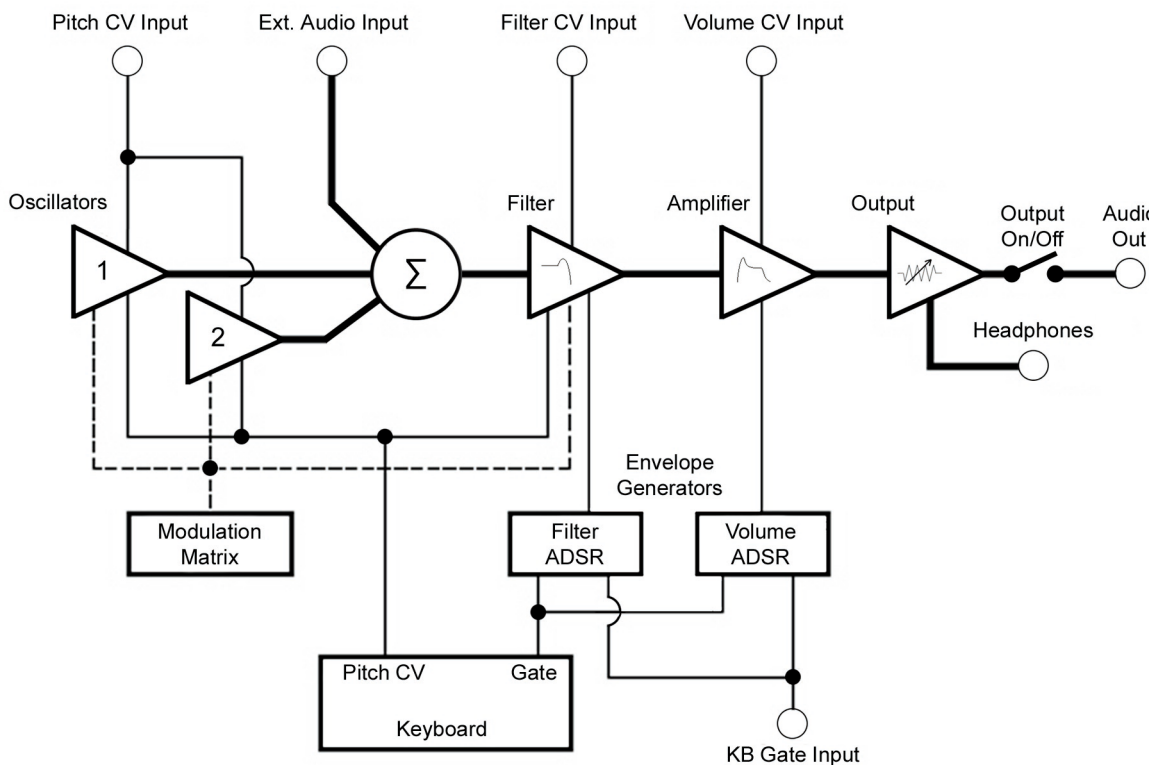 Pitch CV Input
Ext. Audio Input
Filter CV Input
Volume CV Input
Oscillators
Filter
Amplifier
Output
Output
On/Off
Audio
Out
1
Σ
2
Headphones
Envelope
Generators
Modulation
Matrix
Filter
ADSR
Volume
ADSR
Pitch CV
Gate
Keyboard
KB Gate Input